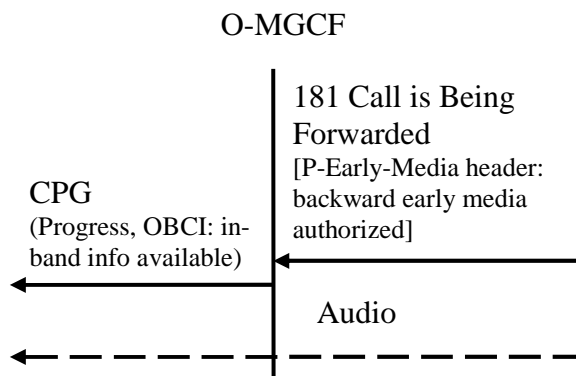 O-MGCF
181 Call is Being
Forwarded
[P-Early-Media header:
backward early media
authorized]
CPG
(Progress, OBCI: in-
band info available)
Audio